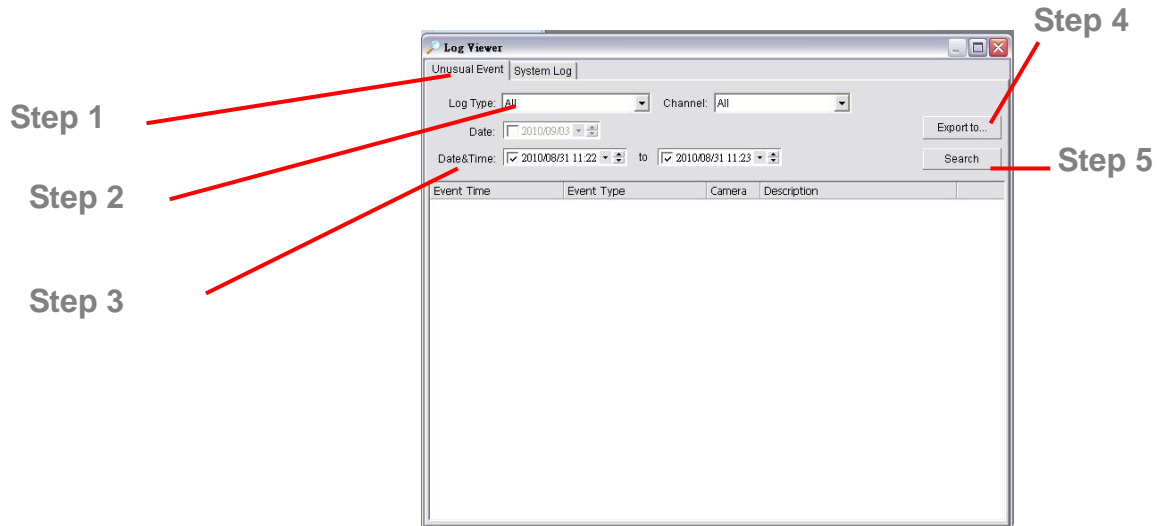 Step 4
Log Viewer
Unusual Event System Log
Step 1
Log Type: All Channel: All
Date: 2010/09/03 Export to...
Date&Time: 2010/08/31 11:22 to 2010/08/31 11:23 Search
Step 5
Step 2
Event Time Event Type Camera Description
Step 3